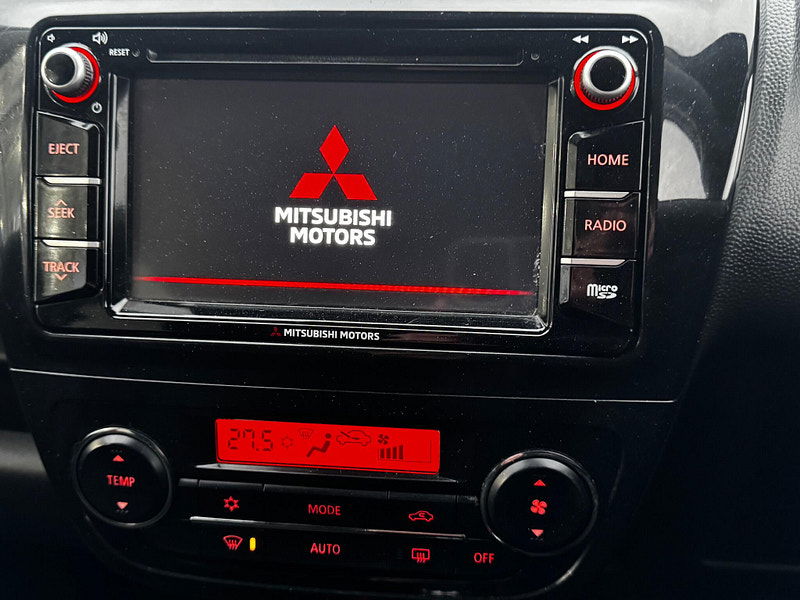 RESET
EJECT
SEEK
TRACK
HOME
RADIO
Micro SD
MITSUBISHI
MOTORS
MITSUBISHI MOTORS
27.5
TEMP
MODE
AUTO
OFF